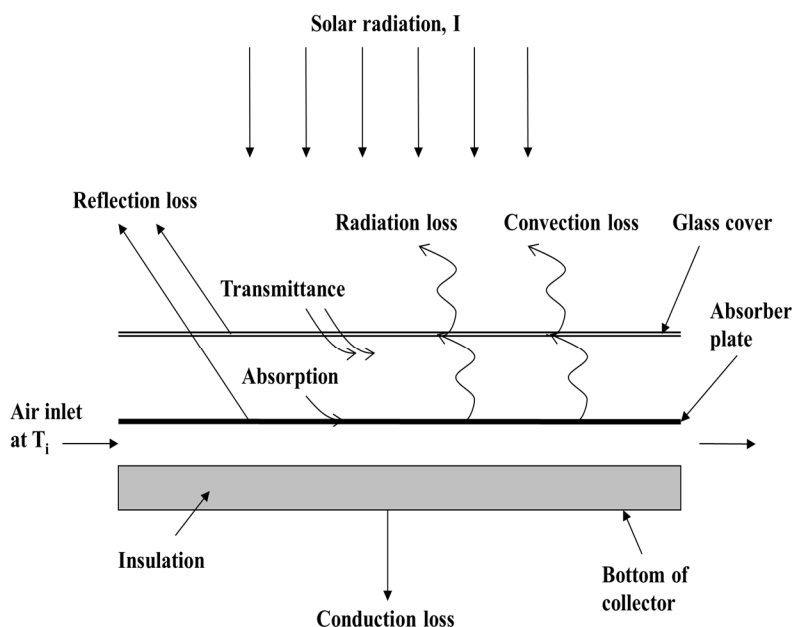 Solar radiation, I
Reflection loss
Radiation loss
Convection loss
Glass cover
Transmittance
Absorber
plate
Absorption
Air inlet
at Ti
Insulation
Bottom of
collector
Conduction loss